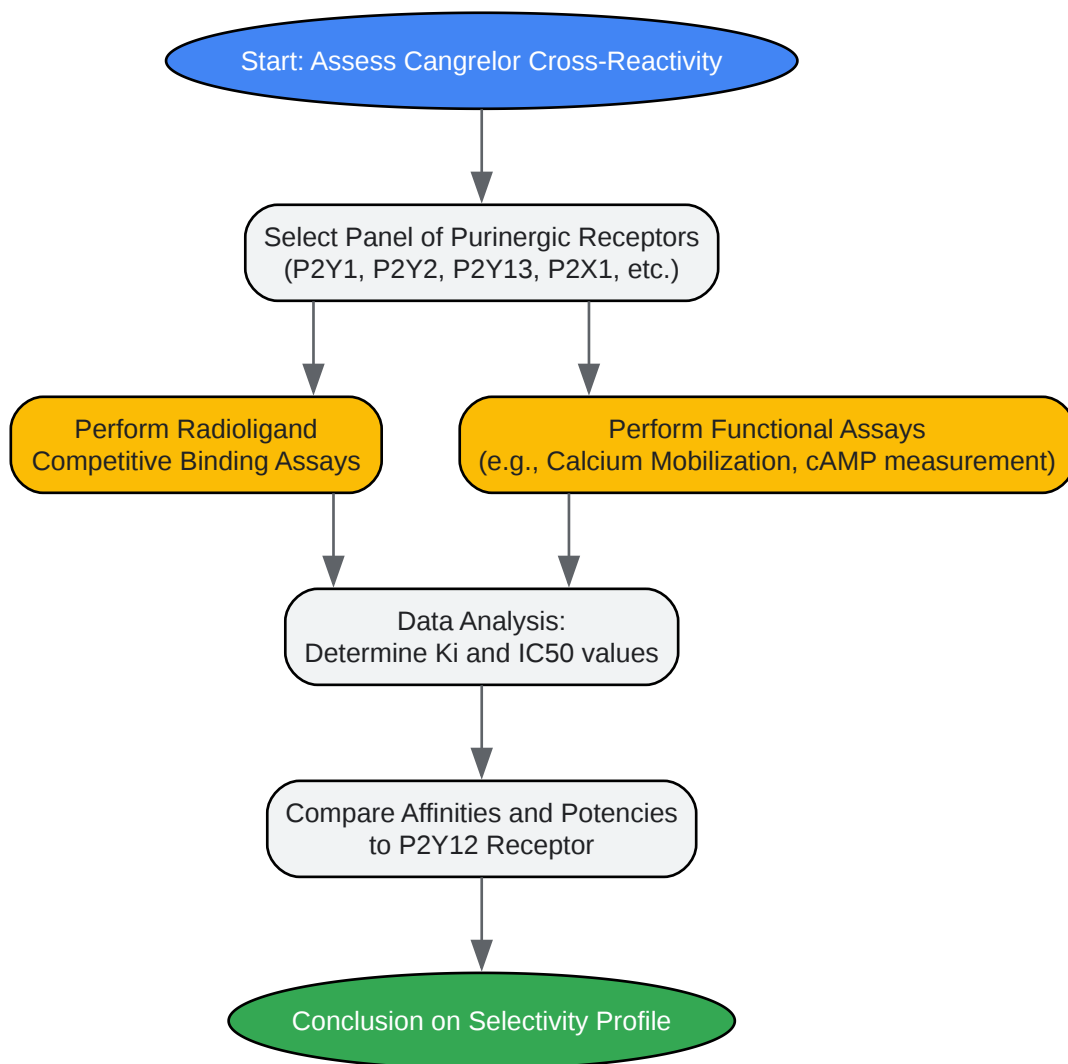 Start: Assess Cangrelor Cross-Reactivity
Select Panel of Purinergic Receptors
(P2Y1, P2Y2, P2Y13, P2X1, etc.)
Perform Radioligand
Competitive Binding Assays
Perform Functional Assays
(e.g., Calcium Mobilization, cAMP measurement)
Data Analysis:
Determine Ki and IC50 values
Compare Affinities and Potencies
to P2Y12 Receptor
Conclusion on Selectivity Profile